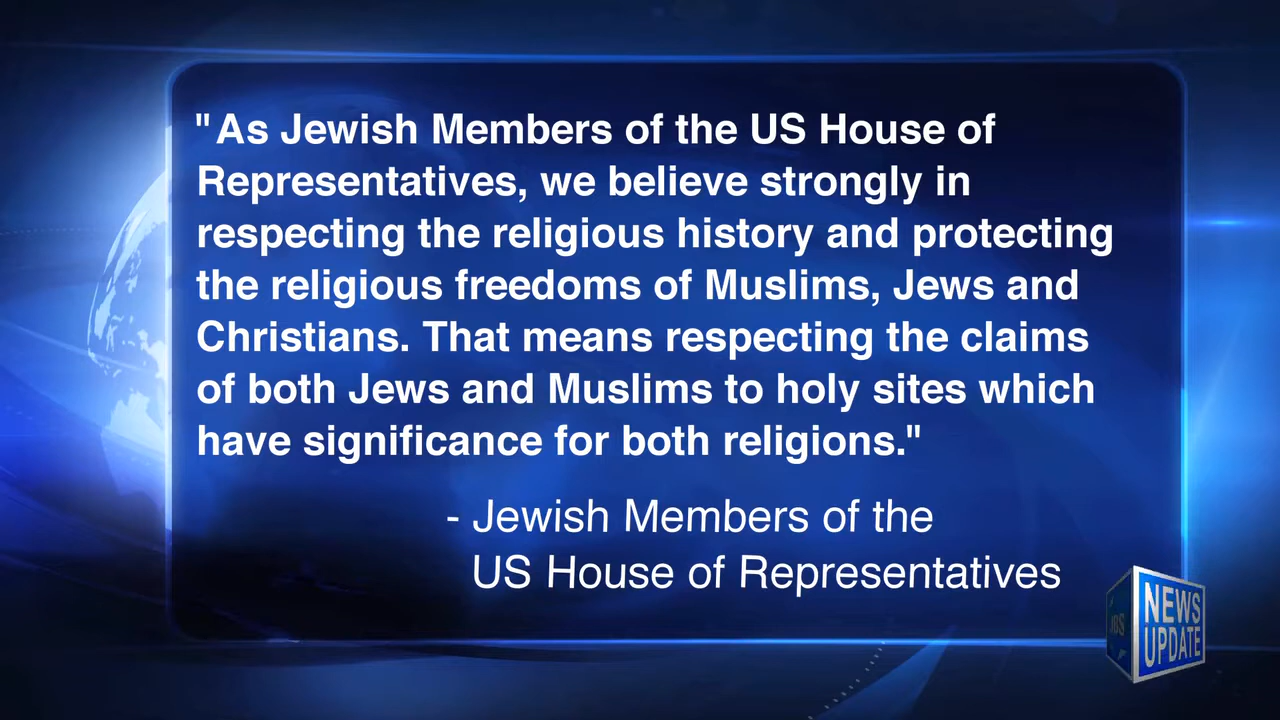 "As Jewish Members of the US House of
Representatives, we believe strongly in
respecting the religious history and protecting
the religious freedoms of Muslims, Jews and
Christians. That means respecting the claims
of both Jews and Muslims to holy sites which
have significance for both religions."
- Jewish Members of the
US House of Representatives
JBS
NEWS
UPDATE